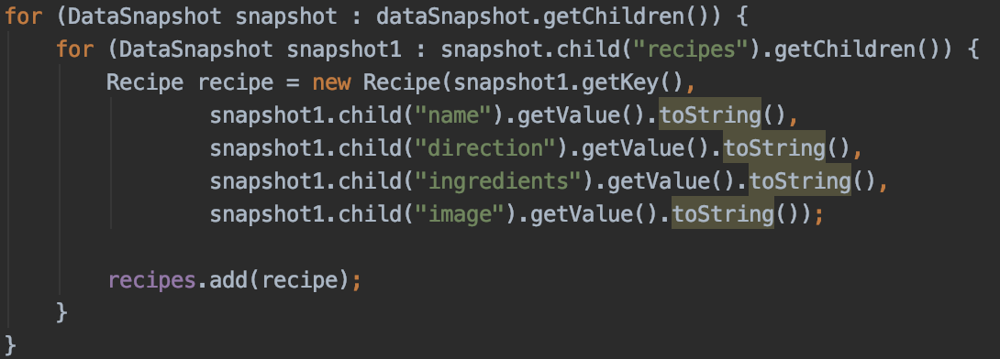 for (DataSnapshot snapshot : dataSnapshot.getChildren()) {
    for (DataSnapshot snapshot1 : snapshot.child("recipes").getChildren()) {
        Recipe recipe = new Recipe(snapshot1.getKey(),
                snapshot1.child("name").getValue().toString(),
                snapshot1.child("direction").getValue().toString(),
                snapshot1.child("ingredients").getValue().toString(),
                snapshot1.child("image").getValue().toString());

        recipes.add(recipe);
    }
}